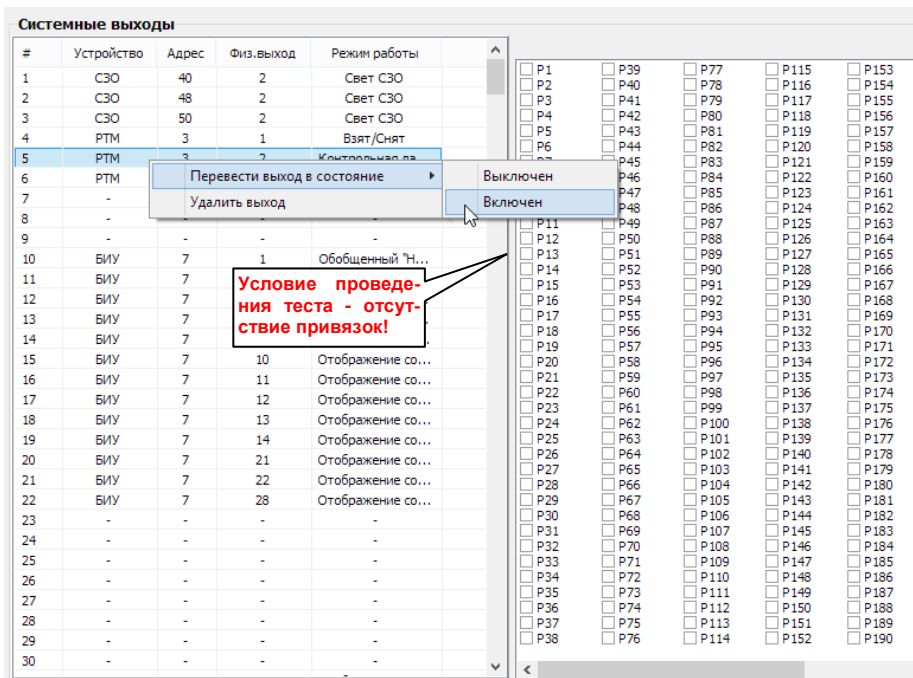 Системные выходы
# Устройство Адрес Физ.выход Режим работы
1 СЗО 40 2 Свет СЗО
2 СЗО 48 2 Свет СЗО
3 СЗО 50 2 Свет СЗО
4 РТМ 3 1 Взят/Снят
5 РТМ 3 2 Контрольная ла...
6 РТМ
7 -
8 - - - -
9 - - - -
10 БИУ 7 1 Обобщенный "Н...
11 БИУ 7
12 БИУ 7
13 БИУ 7
14 БИУ 7
15 БИУ 7 10 Отображение со...
16 БИУ 7 11 Отображение со...
17 БИУ 7 12 Отображение со...
18 БИУ 7 13 Отображение со...
19 БИУ 7 14 Отображение со...
20 БИУ 7 21 Отображение со...
21 БИУ 7 22 Отображение со...
22 БИУ 7 28 Отображение со...
23 - - - -
24 - - - -
25 - - - -
26 - - - -
27 - - - -
28 - - - -
29 - - - -
30 - - - -
Перевести выход в состояние
Удалить выход
Выключен
Включен
Условие проведе-
ния теста - отсут-
ствие привязок!
P1 P39 P77 P115 P153
P2 P40 P78 P116 P154
P3 P41 P79 P117 P155
P4 P42 P80 P118 P156
P5 P43 P81 P119 P157
P6 P44 P82 P120 P158
P7 P45 P83 P121 P159
P46 P84 P122 P160
P47 P85 P123 P161
P48 P86 P124 P162
P11 P49 P87 P125 P163
P12 P50 P88 P126 P164
P13 P51 P89 P127 P165
P14 P52 P90 P128 P166
P15 P53 P91 P129 P167
P16 P54 P92 P130 P168
P17 P55 P93 P131 P169
P18 P56 P94 P132 P170
P19 P57 P95 P133 P171
P20 P58 P96 P134 P172
P21 P59 P97 P135 P173
P22 P60 P98 P136 P174
P23 P61 P99 P137 P175
P24 P62 P100 P138 P176
P25 P63 P101 P139 P177
P26 P64 P102 P140 P178
P27 P65 P103 P141 P179
P28 P66 P104 P142 P180
P29 P67 P105 P143 P181
P30 P68 P106 P144 P182
P31 P69 P107 P145 P183
P32 P70 P108 P146 P184
P33 P71 P109 P147 P185
P34 P72 P110 P148 P186
P35 P73 P111 P149 P187
P36 P74 P112 P150 P188
P37 P75 P113 P151 P189
P38 P76 P114 P152 P190